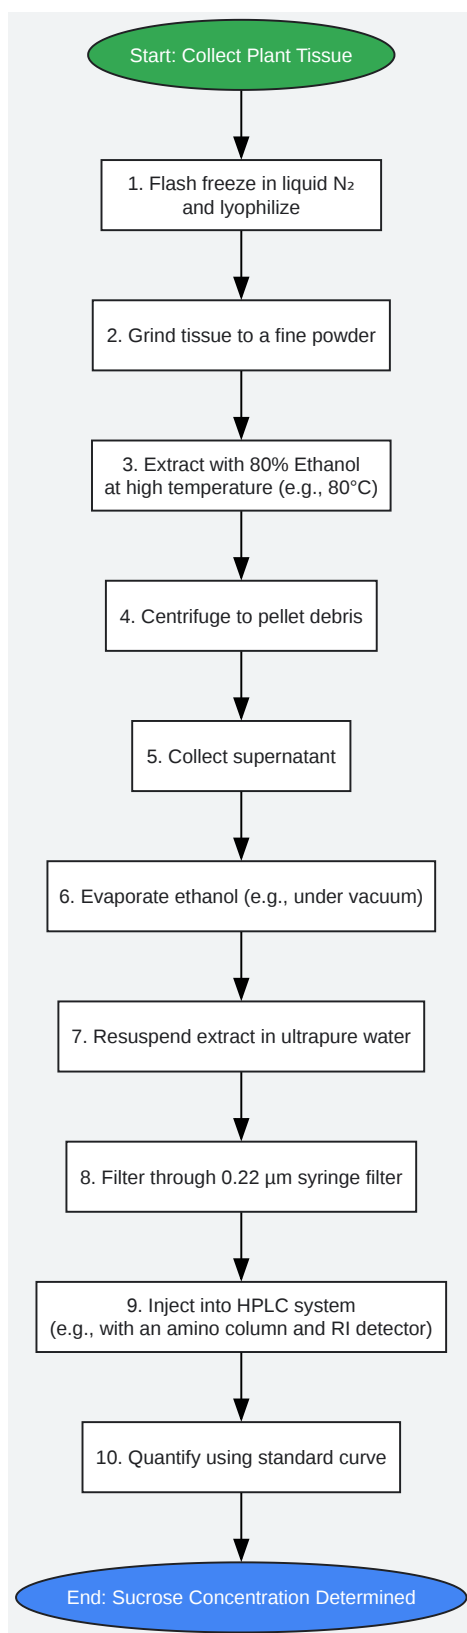 Start: Collect Plant Tissue
1. Flash freeze in liquid N₂
and lyophilize
2. Grind tissue to a fine powder
3. Extract with 80% Ethanol
at high temperature (e.g., 80°C)
4. Centrifuge to pellet debris
5. Collect supernatant
6. Evaporate ethanol (e.g., under vacuum)
7. Resuspend extract in ultrapure water
8. Filter through 0.22 µm syringe filter
9. Inject into HPLC system
(e.g., with an amino column and RI detector)
10. Quantify using standard curve
End: Sucrose Concentration Determined